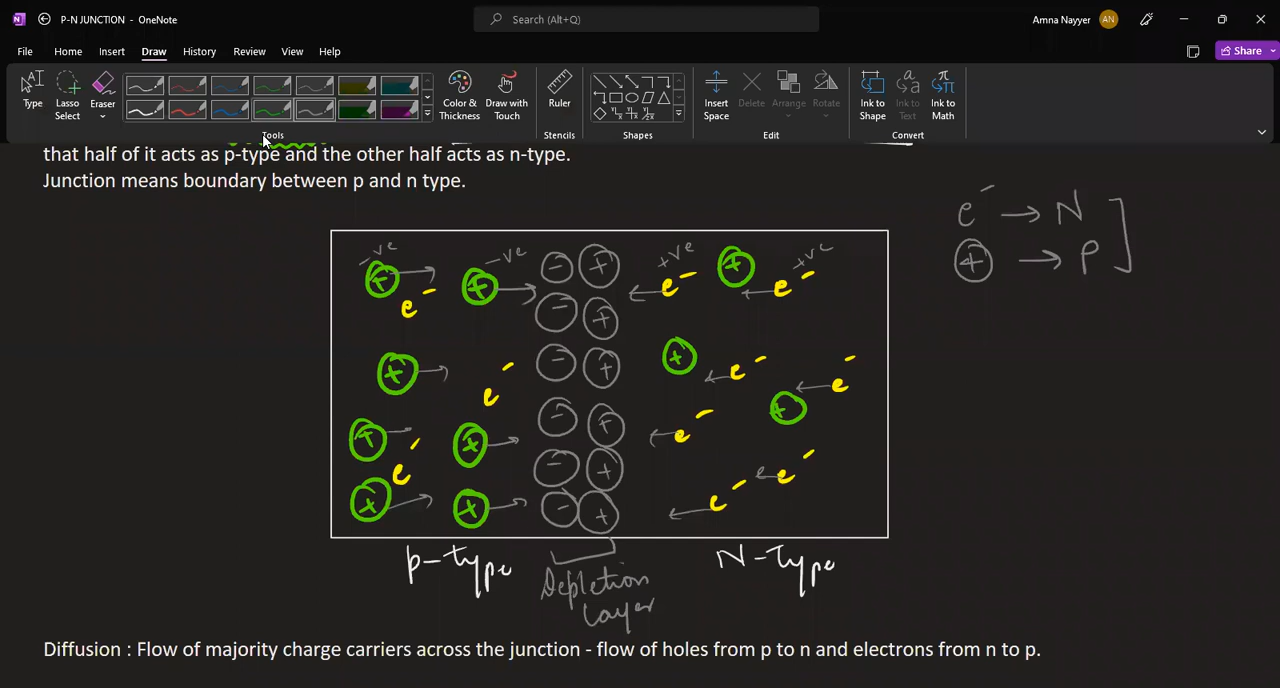 P-N JUNCTION - OneNote
Search (Alt+Q)
Amna Nayyer
AN
File Home Insert Draw History Review View Help
Share
Type
Lasso Select
Eraser
Color & Thickness
Draw with Touch
Ruler
Insert Space
Delete
Arrange
Rotate
Ink to Shape
Ink to Text
Ink to Math
Tools
Stencils
Shapes
Edit
Convert
that half of it acts as p-type and the other half acts as n-type.
Junction means boundary between p and n type.
e⁻ → N
⊕ → P
-ve -ve +ve +ve
+ + - + e⁻ + e⁻
e⁻
- +
+ e⁻ - + + e⁻ e⁻
+ + - + e⁻ +
e⁻ - + e⁻
+ + - + e⁻
p-type
N-Type
Depletion
Layer
Diffusion : Flow of majority charge carriers across the junction - flow of holes from p to n and electrons from n to p.